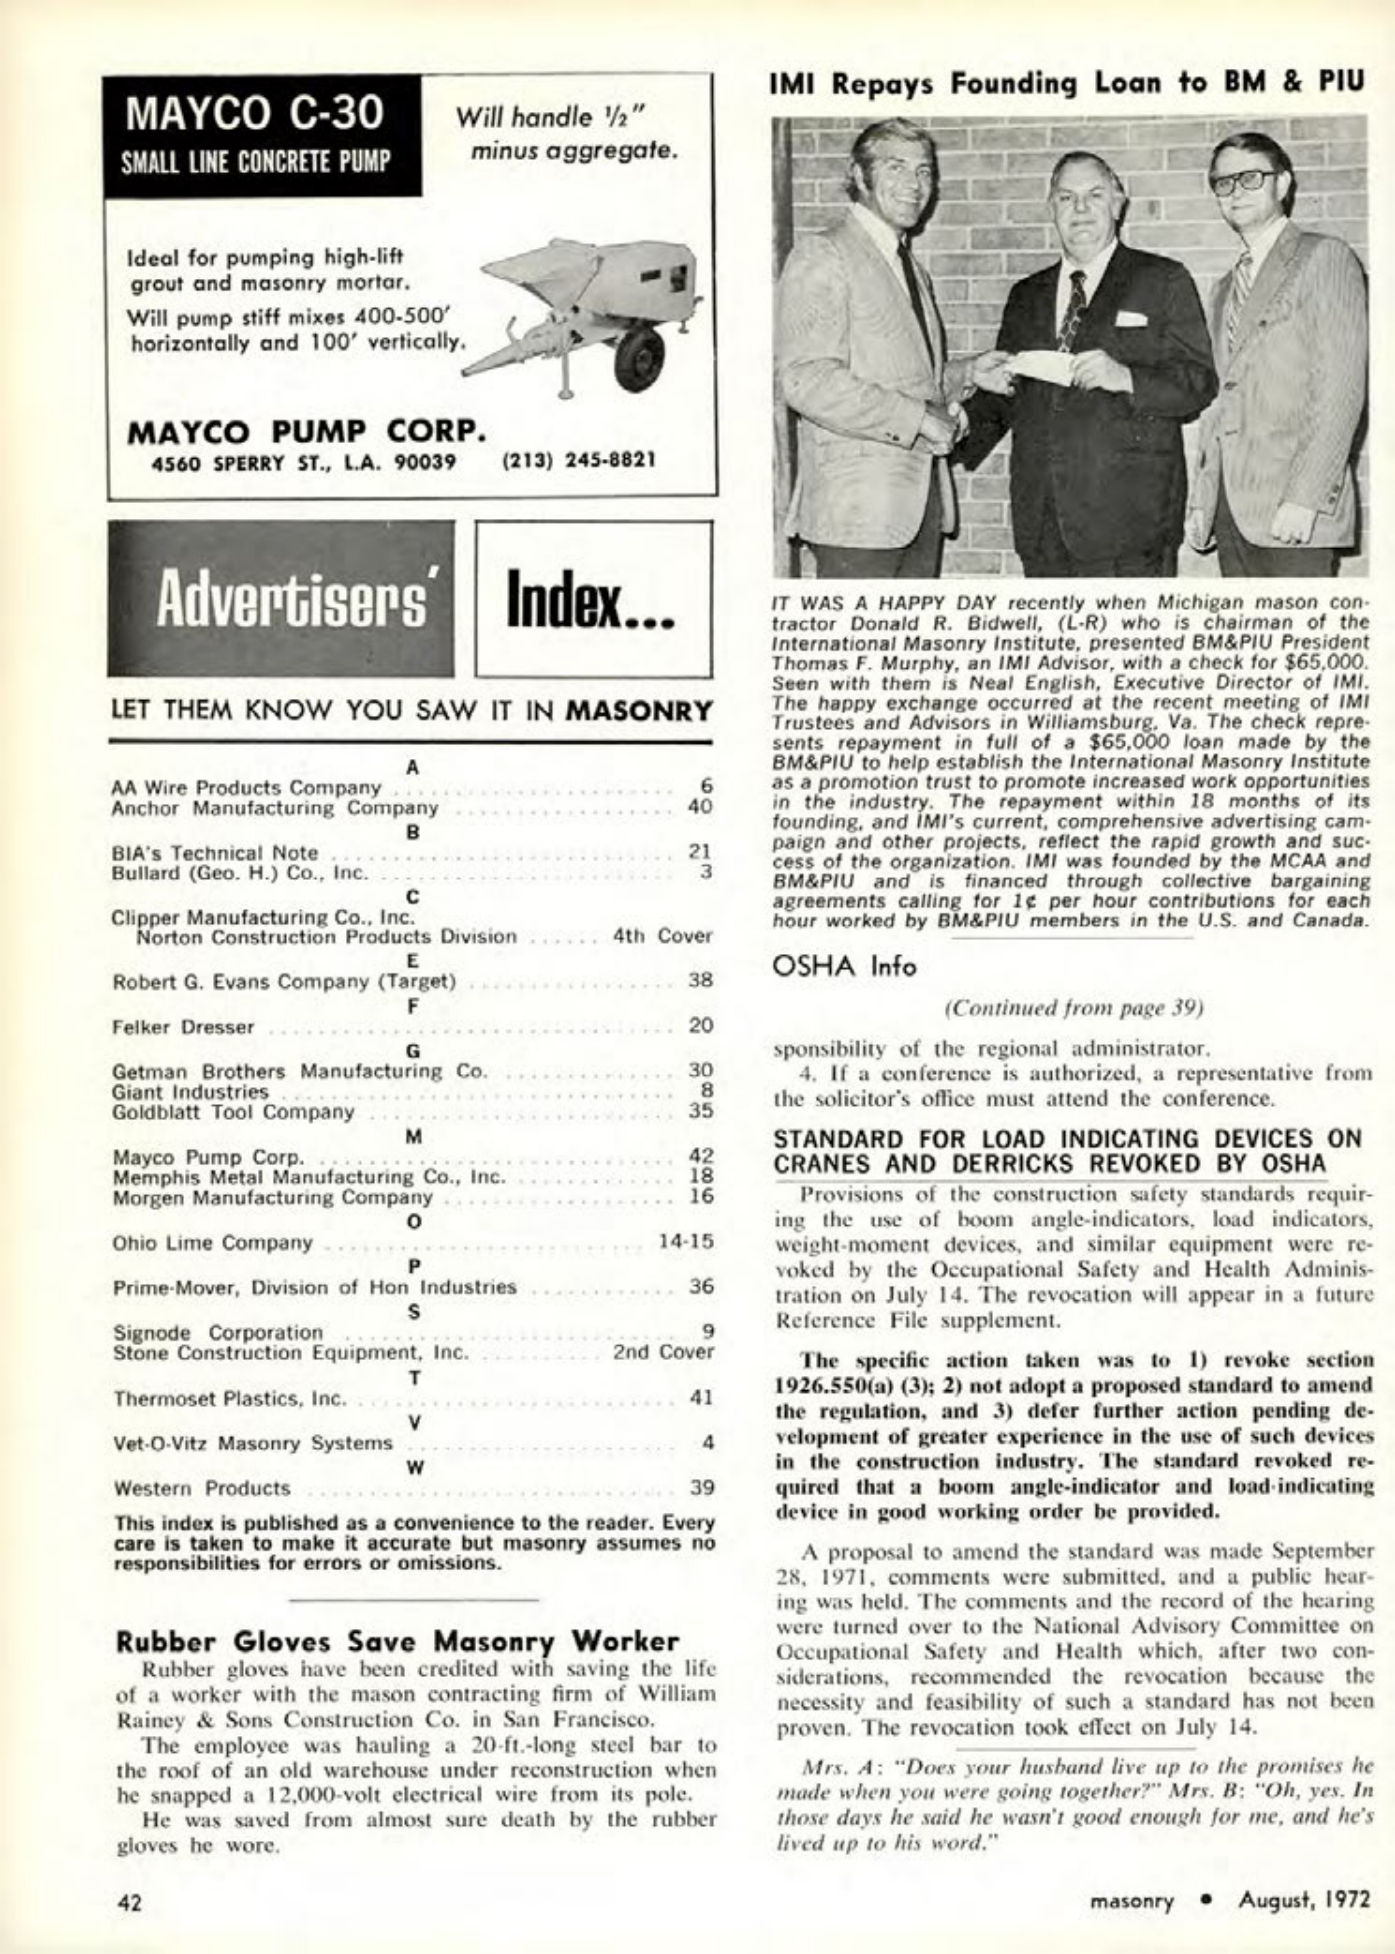 MAYCO C-30
SMALL LINE CONCRETE PUMP
Will handle ½"
minus aggregate.
Ideal for pumping high-lift
grout and masonry mortar.
Will pump stiff mixes 400-500'
horizontally and 100' vertically.
MAYCO PUMP CORP.
4560 SPERRY ST., L.A. 90039 (213) 245-8821
Advertisers' Index...
LET THEM KNOW YOU SAW IT IN MASONRY
A
AA Wire Products Company 6
Anchor Manufacturing Company 40
B
BIA's Technical Note 21
Bullard (Geo. H.) Co., Inc. 3
C
Clipper Manufacturing Co., Inc.
Norton Construction Products Division 4th Cover
E
Robert G. Evans Company (Target) 38
F
Felker Dresser 20
G
Getman Brothers Manufacturing Co. 30
Giant Industries 8
Goldblatt Tool Company 35
M
Mayco Pump Corp. 42
Memphis Metal Manufacturing Co., Inc. 18
Morgen Manufacturing Company 16
O
Ohio Lime Company 14-15
P
Prime-Mover, Division of Hon Industries 36
S
Signode Corporation 9
Stone Construction Equipment, Inc. 2nd Cover
T
Thermoset Plastics, Inc. 41
V
Vet-O-Vitz Masonry Systems 4
W
Western Products 39
This index is published as a convenience to the reader. Every
care is taken to make it accurate but masonry assumes no
responsibilities for errors or omissions.
Rubber Gloves Save Masonry Worker
Rubber gloves have been credited with saving the life
of a worker with the mason contracting firm of William
Rainey & Sons Construction Co. in San Francisco.
The employee was hauling a 20-ft.-long steel bar to
the roof of an old warehouse under reconstruction when
he snapped a 12,000-volt electrical wire from its pole.
He was saved from almost sure death by the rubber
gloves he wore.
IMI Repays Founding Loan to BM & PIU
IT WAS A HAPPY DAY recently when Michigan mason con-
tractor Donald R. Bidwell, (L-R) who is chairman of the
International Masonry Institute, presented BM&PIU President
Thomas F. Murphy, an IMI Advisor, with a check for $65,000.
Seen with them is Neal English, Executive Director of IMI.
The happy exchange occurred at the recent meeting of IMI
Trustees and Advisors in Williamsburg, Va. The check repre-
sents repayment in full of a $65,000 loan made by the
BM&PIU to help establish the International Masonry Institute
as a promotion trust to promote increased work opportunities
in the industry. The repayment within 18 months of its
founding, and IMI's current, comprehensive advertising cam-
paign and other projects, reflect the rapid growth and suc-
cess of the organization. IMI was founded by the MCAA and
BM&PIU and is financed through collective bargaining
agreements calling for 1¢ per hour contributions for each
hour worked by BM&PIU members in the U.S. and Canada.
OSHA Info
(Continued from page 39)
sponsibility of the regional administrator.
4. If a conference is authorized, a representative from
the solicitor's office must attend the conference.
STANDARD FOR LOAD INDICATING DEVICES ON
CRANES AND DERRICKS REVOKED BY OSHA
Provisions of the construction safety standards requir-
ing the use of boom angle-indicators, load indicators,
weight-moment devices, and similar equipment were re-
voked by the Occupational Safety and Health Adminis-
tration on July 14. The revocation will appear in a future
Reference File supplement.
The specific action taken was to 1) revoke section
1926.550(a) (3); 2) not adopt a proposed standard to amend
the regulation, and 3) defer further action pending de-
velopment of greater experience in the use of such devices
in the construction industry. The standard revoked re-
quired that a boom angle-indicator and load-indicating
device in good working order be provided.
A proposal to amend the standard was made September
28, 1971, comments were submitted, and a public hear-
ing was held. The comments and the record of the hearing
were turned over to the National Advisory Committee on
Occupational Safety and Health which, after two con-
siderations, recommended the revocation because the
necessity and feasibility of such a standard has not been
proven. The revocation took effect on July 14.
Mrs. A: "Does your husband live up to the promises he
made when you were going together?" Mrs. B: "Oh, yes. In
those days he said he wasn't good enough for me, and he's
lived up to his word."
42
masonry • August, 1972